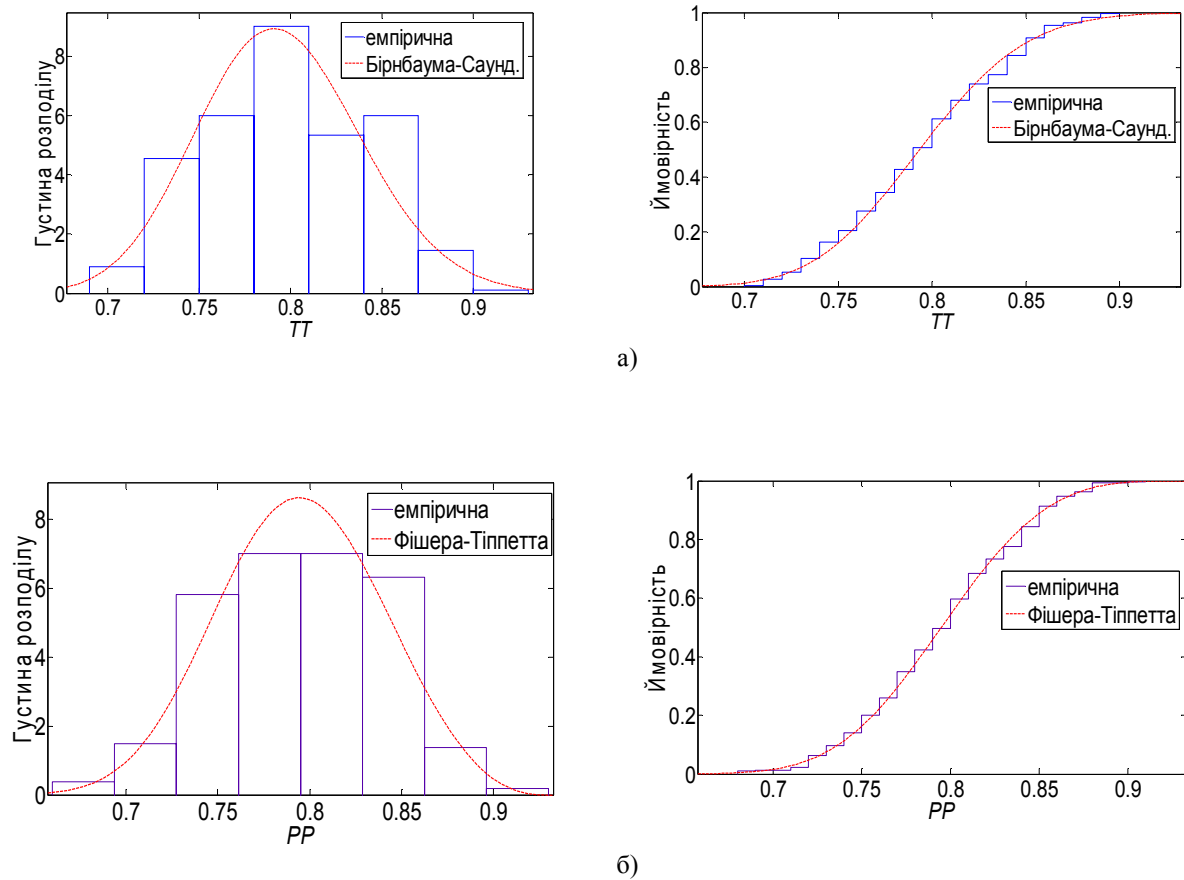 Густина розподілу
8
6
4
2
0
0.7 0.75 0.8 0.85 0.9
TT
емпірична
Бірнбаума-Саунд.
Ймовірність
1
0.8
0.6
0.4
0.2
0
0.7 0.75 0.8 0.85 0.9
TT
емпірична
Бірнбаума-Саунд.
а)
Густина розподілу
8
6
4
2
0
0.7 0.75 0.8 0.85 0.9
PP
емпірична
Фішера-Тіппетта
Ймовірність
1
0.8
0.6
0.4
0.2
0
0.7 0.75 0.8 0.85 0.9
PP
емпірична
Фішера-Тіппетта
б)